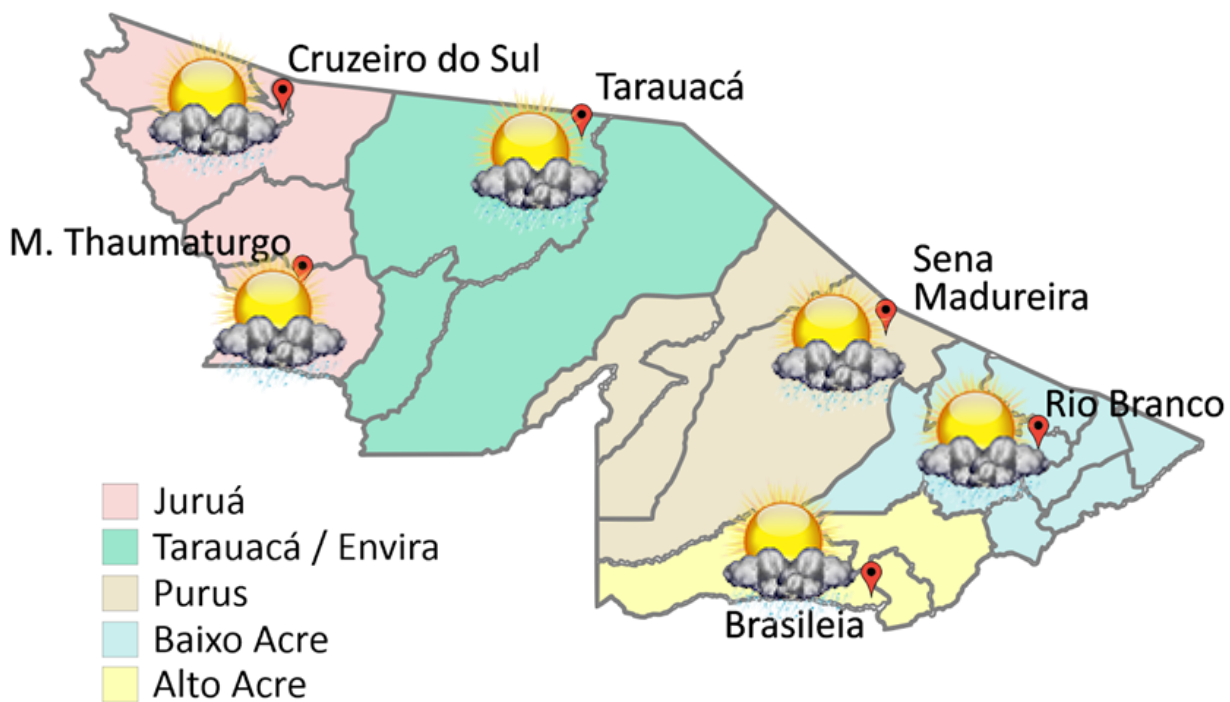 Cruzeiro do Sul
Tarauacá
M. Thaumaturgo
Sena
Madureira
Rio Branco
Brasileia
Juruá
Tarauacá / Envira
Purus
Baixo Acre
Alto Acre